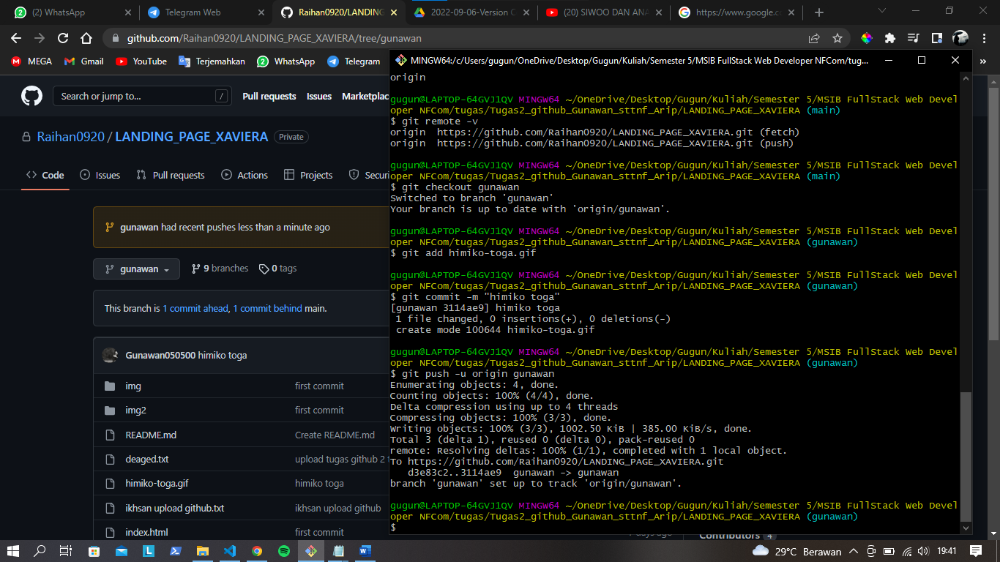 (2) WhatsApp
Telegram Web
Raihan0920/LANDING
2022-09-06-Version C
(20) SIWOO DAN ANA
https://www.google.c
github.com/Raihan0920/LANDING_PAGE_XAVIERA/tree/gunawan
MEGA
Gmail
YouTube
Terjemahkan
WhatsApp
Telegram
»
Search or jump to...
/
Pull requests
Issues
Marketplac
Raihan0920 / LANDING_PAGE_XAVIERA Private
Code
Issues
Pull requests
Actions
Projects
Securi
gunawan had recent pushes less than a minute ago
gunawan
9 branches
0 tags
This branch is 1 commit ahead, 1 commit behind main.
Gunawan050500 himiko toga
img first commit
img2 first commit
README.md Create README.md
deaged.txt upload tugas github 2
himiko-toga.gif himiko toga
ikhsan upload github.txt ikhsan upload github
index.html first commit
7 days ago
Contributors 4
MINGW64:/c/Users/gugun/OneDrive/Desktop/Gugun/Kuliah/Semester 5/MSIB FullStack Web Developer NFCom/tug...
origin
gugun@LAPTOP-64GVJ1QV MINGW64 ~/OneDrive/Desktop/Gugun/Kuliah/Semester 5/MSIB FullStack Web Devel
oper NFCom/tugas/Tugas2_github_Gunawan_sttnf_Arip/LANDING_PAGE_XAVIERA (main)
$ git remote -v
origin  https://github.com/Raihan0920/LANDING_PAGE_XAVIERA.git (fetch)
origin  https://github.com/Raihan0920/LANDING_PAGE_XAVIERA.git (push)
gugun@LAPTOP-64GVJ1QV MINGW64 ~/OneDrive/Desktop/Gugun/Kuliah/Semester 5/MSIB FullStack Web Devel
oper NFCom/tugas/Tugas2_github_Gunawan_sttnf_Arip/LANDING_PAGE_XAVIERA (main)
$ git checkout gunawan
Switched to branch 'gunawan'
Your branch is up to date with 'origin/gunawan'.
gugun@LAPTOP-64GVJ1QV MINGW64 ~/OneDrive/Desktop/Gugun/Kuliah/Semester 5/MSIB FullStack Web Devel
oper NFCom/tugas/Tugas2_github_Gunawan_sttnf_Arip/LANDING_PAGE_XAVIERA (gunawan)
$ git add himiko-toga.gif
gugun@LAPTOP-64GVJ1QV MINGW64 ~/OneDrive/Desktop/Gugun/Kuliah/Semester 5/MSIB FullStack Web Devel
oper NFCom/tugas/Tugas2_github_Gunawan_sttnf_Arip/LANDING_PAGE_XAVIERA (gunawan)
$ git commit -m "himiko toga"
[gunawan 3114ae9] himiko toga
 1 file changed, 0 insertions(+), 0 deletions(-)
 create mode 100644 himiko-toga.gif
gugun@LAPTOP-64GVJ1QV MINGW64 ~/OneDrive/Desktop/Gugun/Kuliah/Semester 5/MSIB FullStack Web Devel
oper NFCom/tugas/Tugas2_github_Gunawan_sttnf_Arip/LANDING_PAGE_XAVIERA (gunawan)
$ git push -u origin gunawan
Enumerating objects: 4, done.
Counting objects: 100% (4/4), done.
Delta compression using up to 4 threads
Compressing objects: 100% (3/3), done.
Writing objects: 100% (3/3), 1002.50 KiB | 385.00 KiB/s, done.
Total 3 (delta 1), reused 0 (delta 0), pack-reused 0
remote: Resolving deltas: 100% (1/1), completed with 1 local object.
To https://github.com/Raihan0920/LANDING_PAGE_XAVIERA.git
   d3e83c2..3114ae9  gunawan -> gunawan
branch 'gunawan' set up to track 'origin/gunawan'.
gugun@LAPTOP-64GVJ1QV MINGW64 ~/OneDrive/Desktop/Gugun/Kuliah/Semester 5/MSIB FullStack Web Devel
oper NFCom/tugas/Tugas2_github_Gunawan_sttnf_Arip/LANDING_PAGE_XAVIERA (gunawan)
$
29°C Berawan
19:41